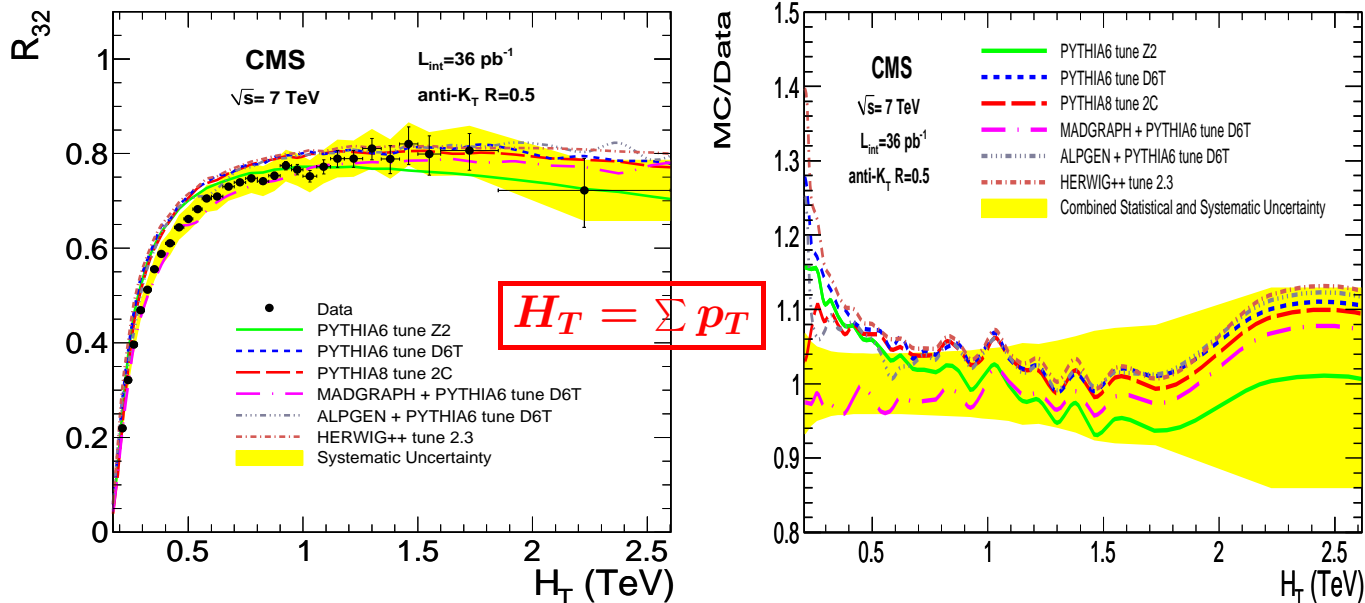 R32
1
0.8
0.6
0.4
0.2
0
CMS
√s= 7 TeV
Lint=36 pb-1
anti-KT R=0.5
Data
PYTHIA6 tune Z2
PYTHIA6 tune D6T
PYTHIA8 tune 2C
MADGRAPH + PYTHIA6 tune D6T
ALPGEN + PYTHIA6 tune D6T
HERWIG++ tune 2.3
Systematic Uncertainty
0.5 1 1.5 2 2.5
HT (TeV)
HT = Σ pT
MC/Data
1.5
1.4
1.3
1.2
1.1
1
0.9
0.8
CMS
√s= 7 TeV
Lint=36 pb-1
anti-KT R=0.5
PYTHIA6 tune Z2
PYTHIA6 tune D6T
PYTHIA8 tune 2C
MADGRAPH + PYTHIA6 tune D6T
ALPGEN + PYTHIA6 tune D6T
HERWIG++ tune 2.3
Combined Statistical and Systematic Uncertainty
0.5 1 1.5 2 2.5
HT (TeV)